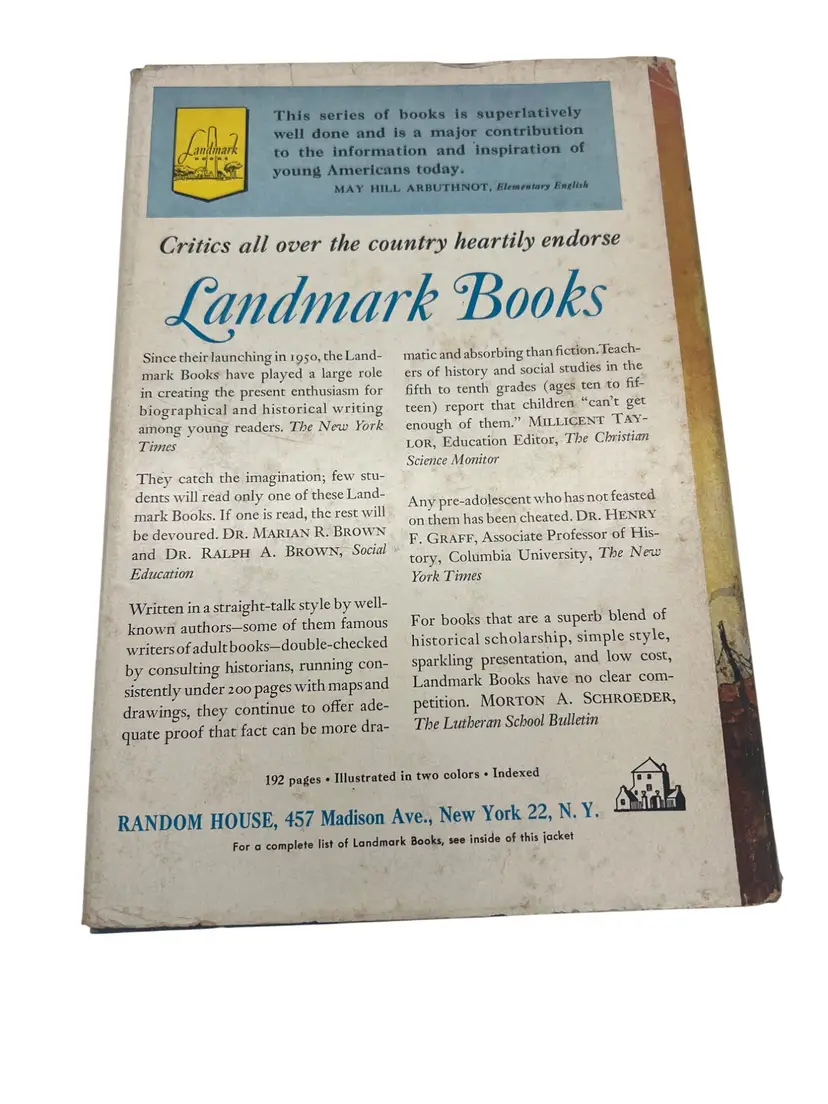 Landmark
BOOKS
This series of books is superlatively
well done and is a major contribution
to the information and inspiration of
young Americans today.
MAY HILL ARBUTHNOT, Elementary English
Critics all over the country heartily endorse
Landmark Books
Since their launching in 1950, the Land-
mark Books have played a large role
in creating the present enthusiasm for
biographical and historical writing
among young readers. The New York
Times
They catch the imagination; few stu-
dents will read only one of these Land-
mark Books. If one is read, the rest will
be devoured. DR. MARIAN R. BROWN
and DR. RALPH A. BROWN, Social
Education
Written in a straight-talk style by well-
known authors—some of them famous
writers of adult books—double-checked
by consulting historians, running con-
sistently under 200 pages with maps and
drawings, they continue to offer ade-
quate proof that fact can be more dra-
matic and absorbing than fiction. Teach-
ers of history and social studies in the
fifth to tenth grades (ages ten to fif-
teen) report that children “can’t get
enough of them.” MILLICENT TAY-
LOR, Education Editor, The Christian
Science Monitor
Any pre-adolescent who has not feasted
on them has been cheated. DR. HENRY
F. GRAFF, Associate Professor of His-
tory, Columbia University, The New
York Times
For books that are a superb blend of
historical scholarship, simple style,
sparkling presentation, and low cost,
Landmark Books have no clear com-
petition. MORTON A. SCHROEDER,
The Lutheran School Bulletin
192 pages • Illustrated in two colors • Indexed
RANDOM HOUSE, 457 Madison Ave., New York 22, N. Y.
For a complete list of Landmark Books, see inside of this jacket